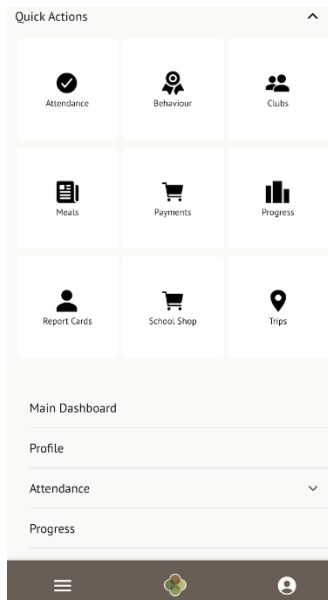 Quick Actions
Attendance
Behaviour
Clubs
Meals
Payments
Progress
Report Cards
School Shop
Trips
Main Dashboard
Profile
Attendance
Progress